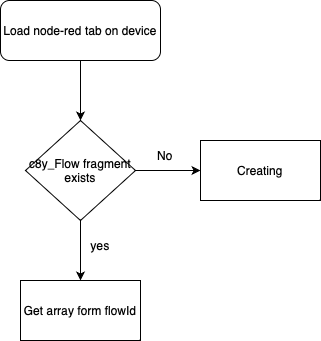 Load node-red tab on device
c8y_Flow fragment
exists
No
Creating
yes
Get array form flowId